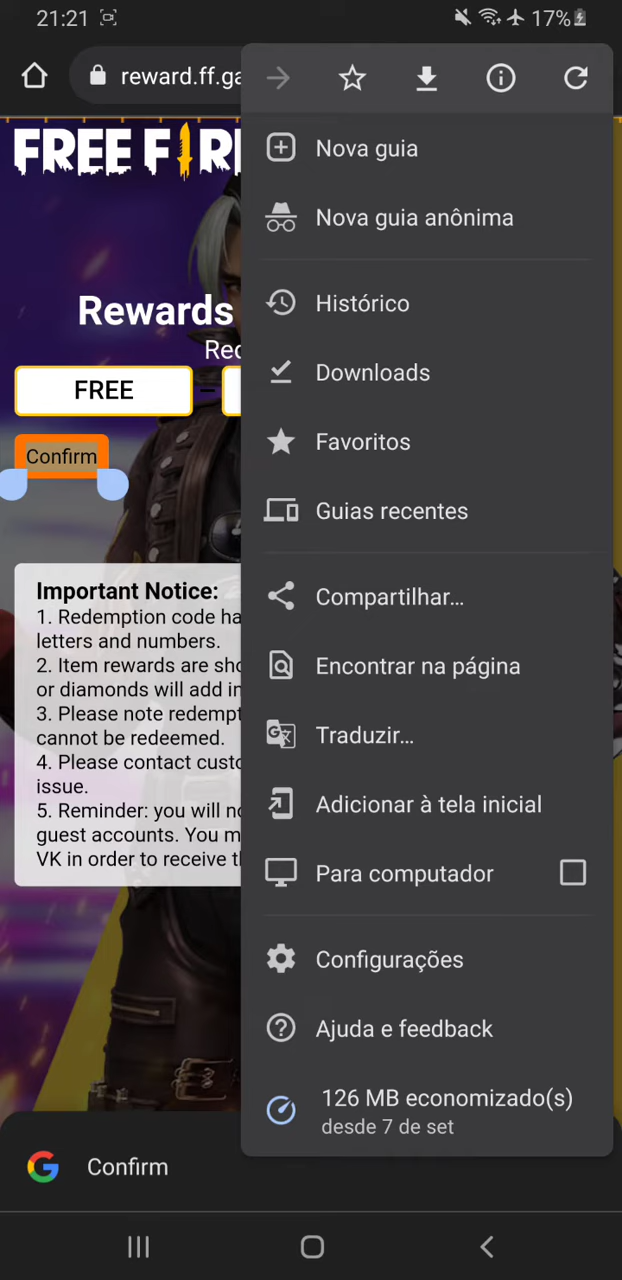 21:21
17%
reward.ff.ga
FREE FIR
Nova guia
Nova guia anônima
Rewards
Histórico
Red
FREE
-
Downloads
Confirm
Favoritos
Guias recentes
Important Notice:
1. Redemption code ha
letters and numbers.
2. Item rewards are sho
or diamonds will add in
3. Please note redempt
cannot be redeemed.
4. Please contact custo
issue.
5. Reminder: you will no
guest accounts. You m
VK in order to receive th
Compartilhar...
Encontrar na página
Traduzir...
Adicionar à tela inicial
Para computador
Configurações
Ajuda e feedback
126 MB economizado(s)
desde 7 de set
Confirm